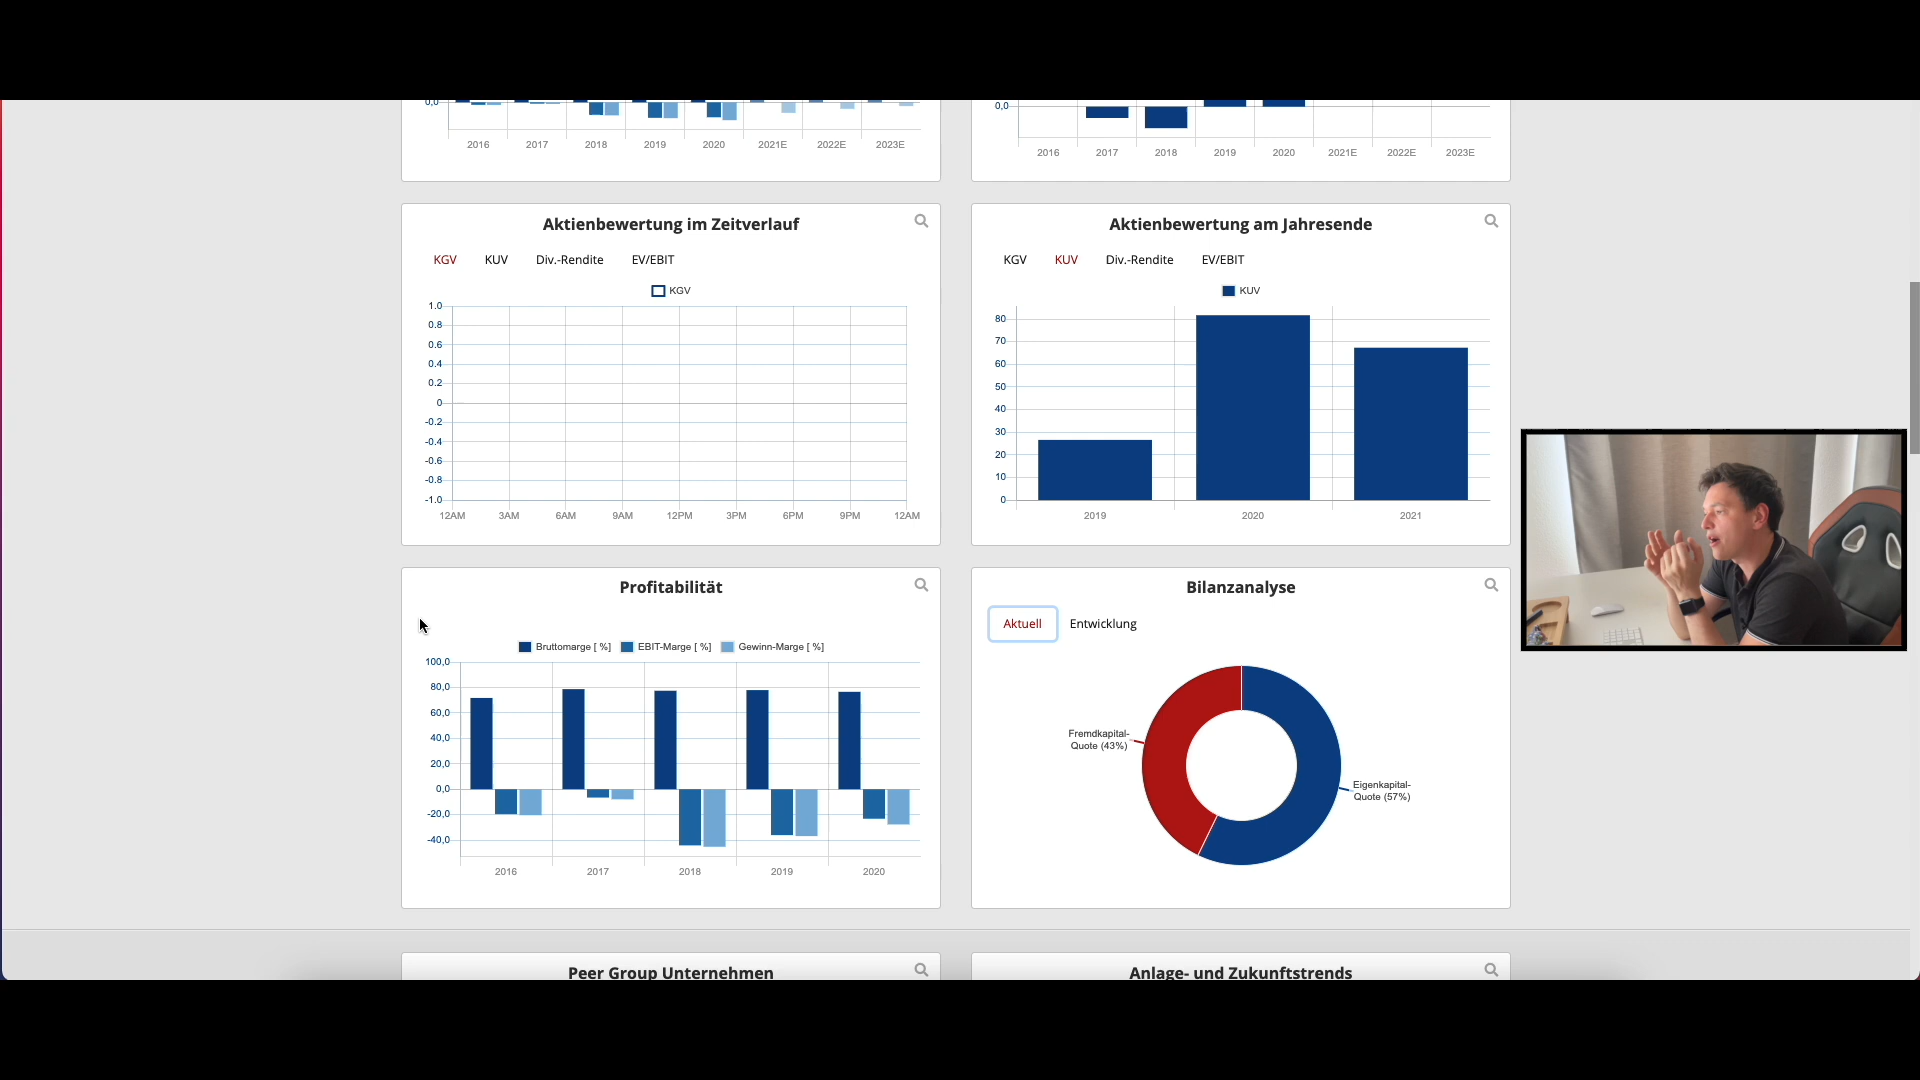 0,0
2016 2017 2018 2019 2020 2021E 2022E 2023E
0,0
2016 2017 2018 2019 2020 2021E 2022E 2023E
Aktienbewertung im Zeitverlauf
KGV KUV Div.-Rendite EV/EBIT
KGV
1.0
0.8
0.6
0.4
0.2
0
-0.2
-0.4
-0.6
-0.8
-1.0
12AM 3AM 6AM 9AM 12PM 3PM 6PM 9PM 12AM
Aktienbewertung am Jahresende
KGV KUV Div.-Rendite EV/EBIT
KUV
80
70
60
50
40
30
20
10
0
2019 2020 2021
Profitabilität
Bruttomarge [ %] EBIT-Marge [ %] Gewinn-Marge [ %]
100,0
80,0
60,0
40,0
20,0
0,0
-20,0
-40,0
2016 2017 2018 2019 2020
Bilanzanalyse
Aktuell Entwicklung
Fremdkapital-
Quote (43%)
Eigenkapital-
Quote (57%)
Peer Group Unternehmen
Anlage- und Zukunftstrends